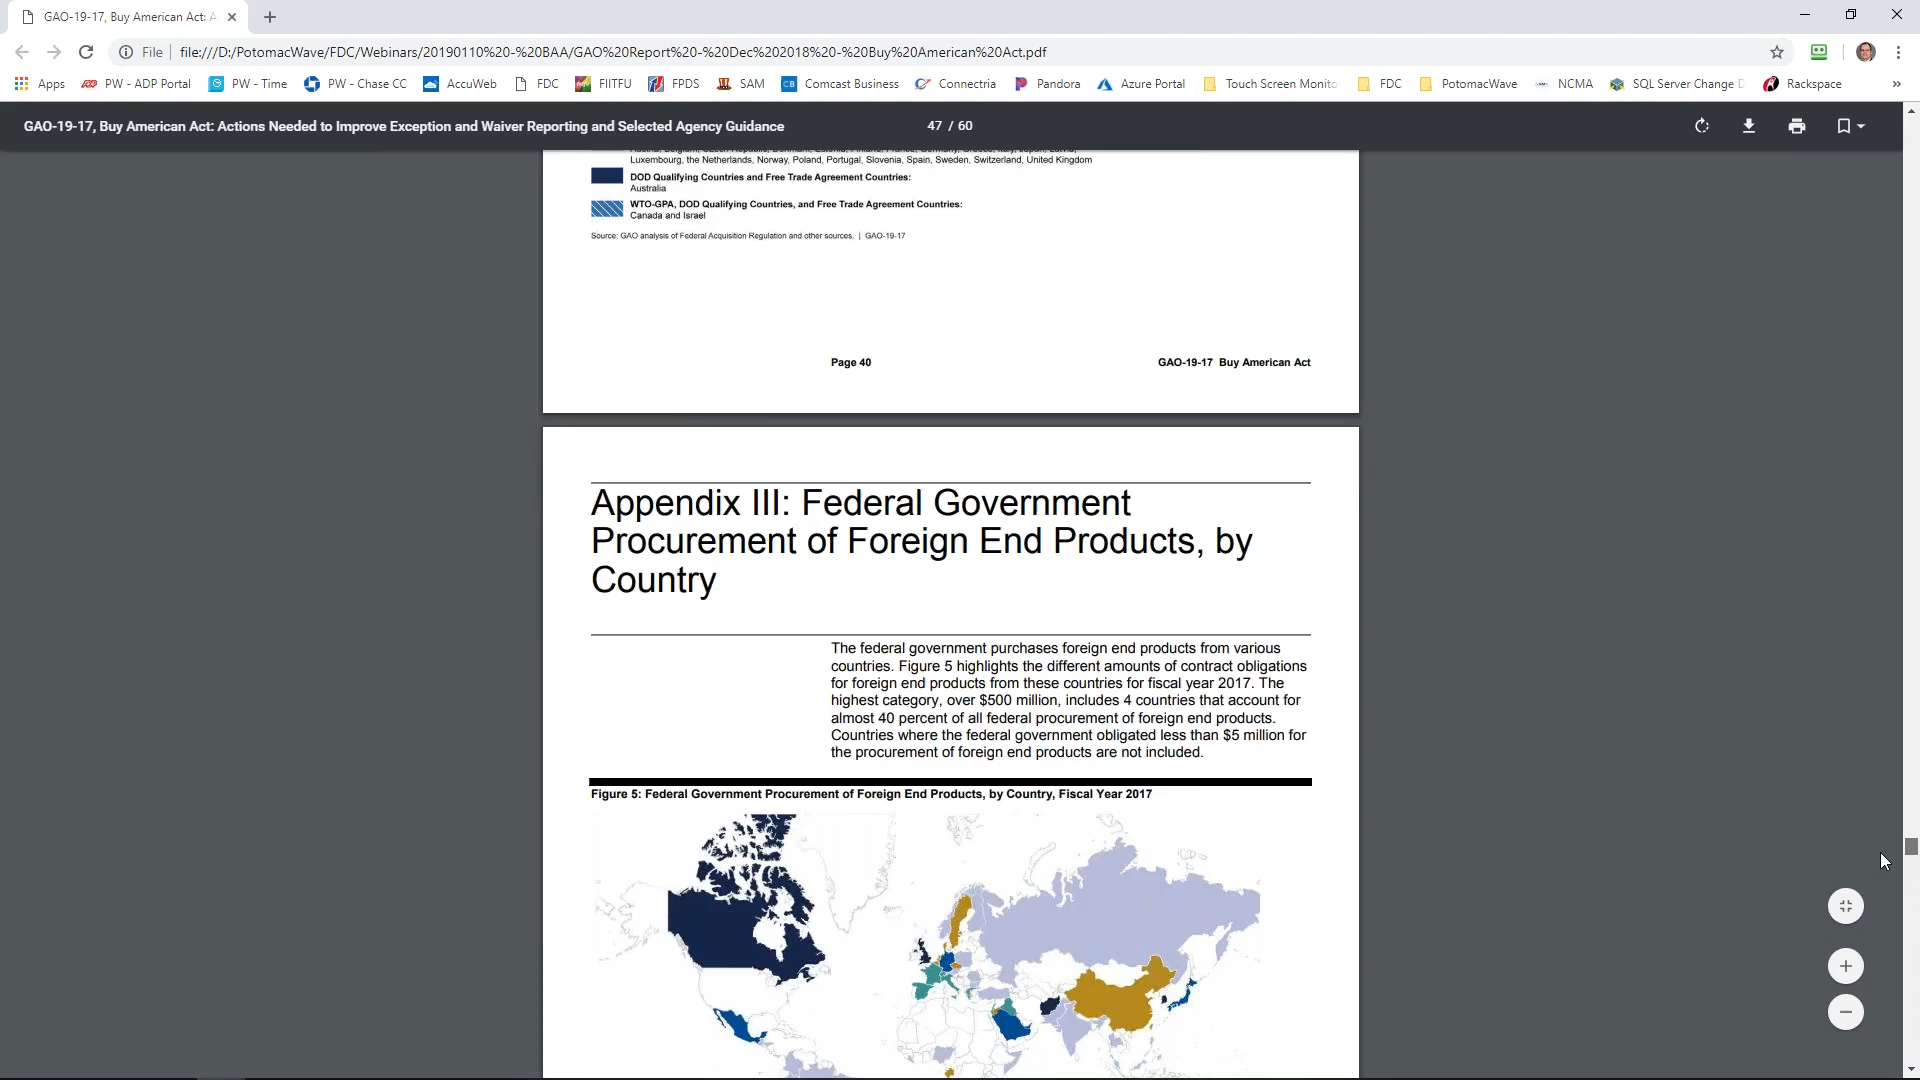 GAO-19-17, Buy American Act: A
File
file:///D:/PotomacWave/FDC/Webinars/20190110%20-%20BAA/GAO%20Report%20-%20Dec%202018%20-%20Buy%20American%20Act.pdf
Apps PW - ADP Portal PW - Time PW - Chase CC AccuWeb FDC FIITFU FPDS SAM Comcast Business Connectria Pandora Azure Portal Touch Screen Monito FDC PotomacWave NCMA SQL Server Change D Rackspace »
GAO-19-17, Buy American Act: Actions Needed to Improve Exception and Waiver Reporting and Selected Agency Guidance 47 / 60
Luxembourg, the Netherlands, Norway, Poland, Portugal, Slovenia, Spain, Sweden, Switzerland, United Kingdom
DOD Qualifying Countries and Free Trade Agreement Countries:
Australia
WTO-GPA, DOD Qualifying Countries, and Free Trade Agreement Countries:
Canada and Israel
Source: GAO analysis of Federal Acquisition Regulation and other sources. | GAO-19-17
Page 40 GAO-19-17 Buy American Act
Appendix III: Federal Government
Procurement of Foreign End Products, by
Country
The federal government purchases foreign end products from various
countries. Figure 5 highlights the different amounts of contract obligations
for foreign end products from these countries for fiscal year 2017. The
highest category, over $500 million, includes 4 countries that account for
almost 40 percent of all federal procurement of foreign end products.
Countries where the federal government obligated less than $5 million for
the procurement of foreign end products are not included.
Figure 5: Federal Government Procurement of Foreign End Products, by Country, Fiscal Year 2017